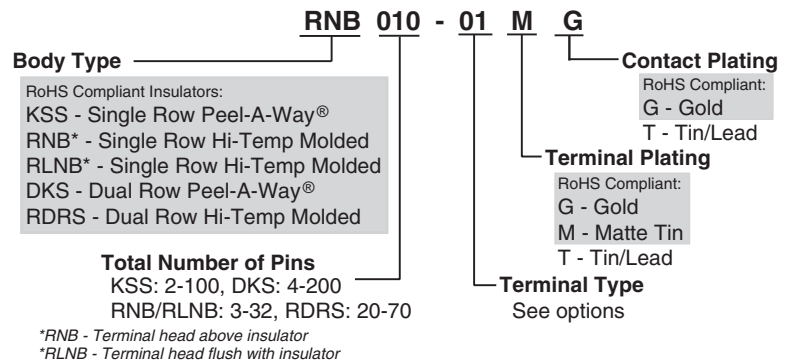 RNB 010 - 01 M G
Body Type
RoHS Compliant Insulators:
KSS - Single Row Peel-A-Way®
RNB* - Single Row Hi-Temp Molded
RLNB* - Single Row Hi-Temp Molded
DKS - Dual Row Peel-A-Way®
RDRS - Dual Row Hi-Temp Molded
Total Number of Pins
KSS: 2-100, DKS: 4-200
RNB/RLNB: 3-32, RDRS: 20-70
*RNB - Terminal head above insulator
*RLNB - Terminal head flush with insulator
Contact Plating
RoHS Compliant:
G - Gold
T - Tin/Lead
Terminal Plating
RoHS Compliant:
G - Gold
M - Matte Tin
T - Tin/Lead
Terminal Type
See options